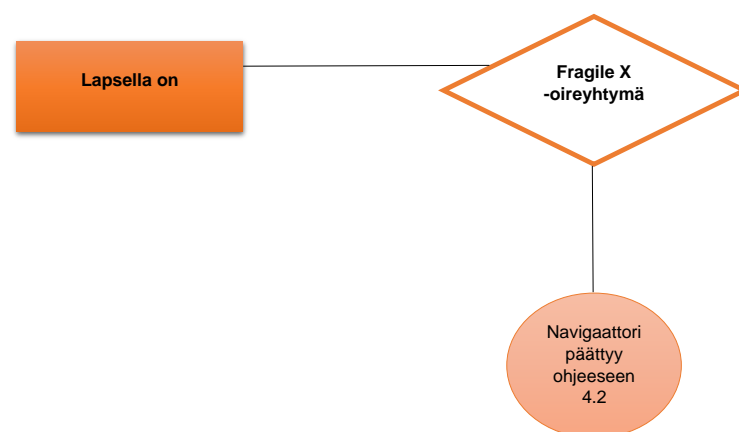 Lapsella on
Fragile X
-oireyhtymä
Navigaattori
päättyy
ohjeeseen
4.2